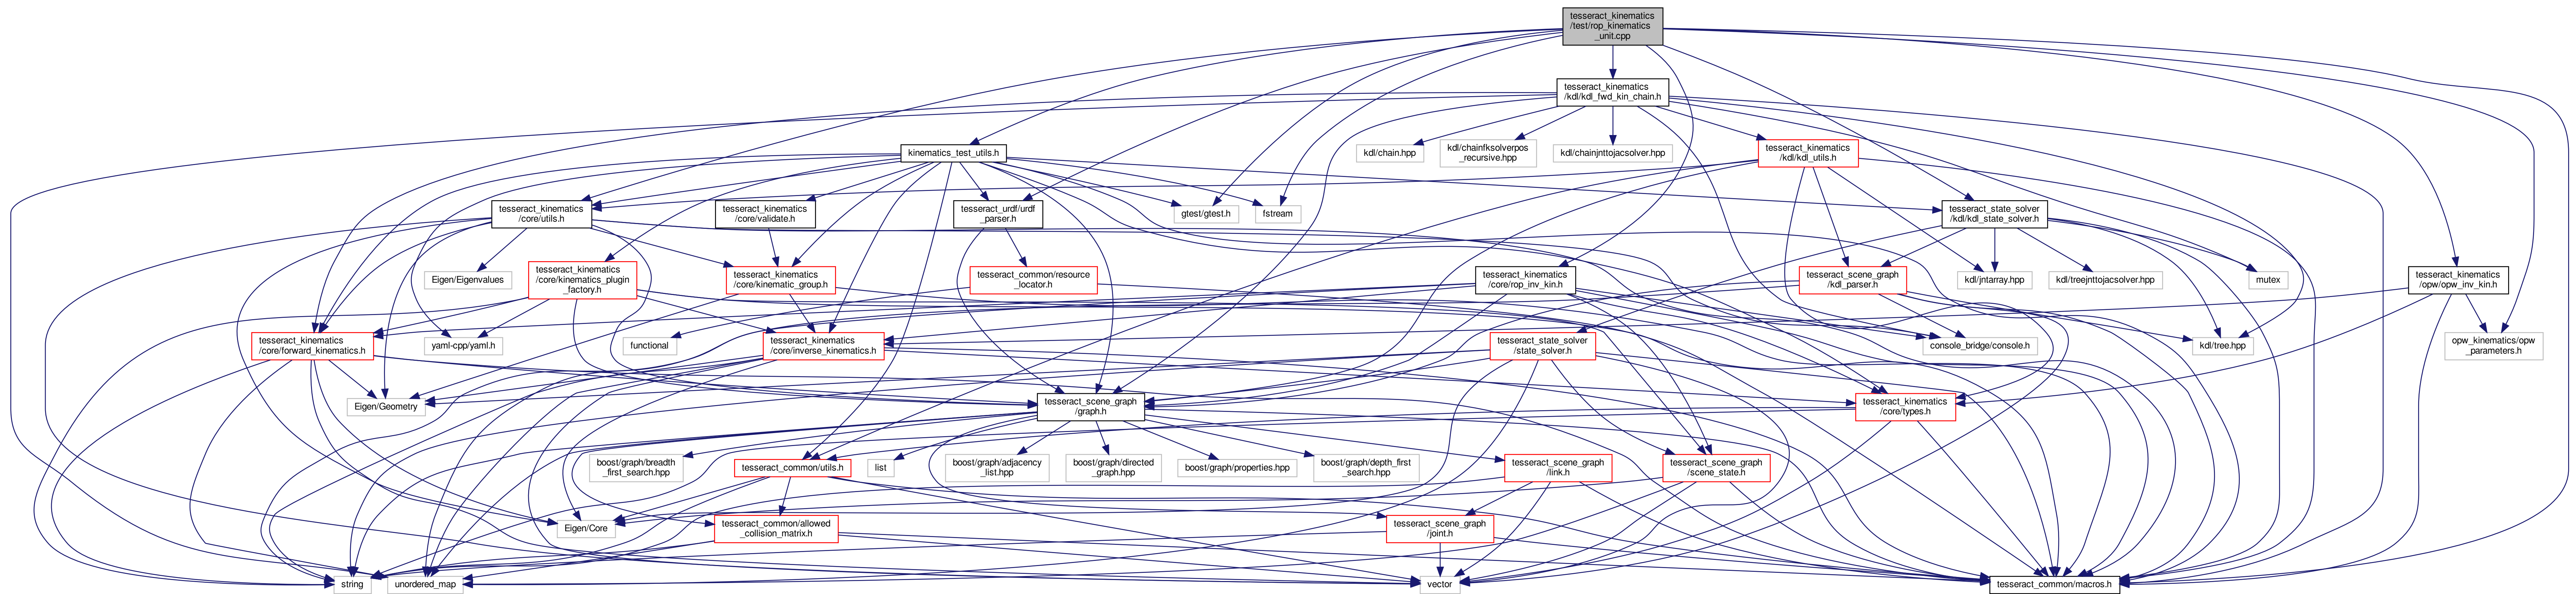 tesseract_kinematics
/test/rop_kinematics
_unit.cpp
tesseract_kinematics
/kdl/kdl_fwd_kin_chain.h
kinematics_test_utils.h
kdl/chain.hpp
kdl/chainfksolverpos
_recursive.hpp
kdl/chainjnttojacsolver.hpp
tesseract_kinematics
/kdl/kdl_utils.h
tesseract_kinematics
/core/utils.h
tesseract_kinematics
/core/validate.h
tesseract_urdf/urdf
_parser.h
gtest/gtest.h
fstream
tesseract_state_solver
/kdl/kdl_state_solver.h
Eigen/Eigenvalues
tesseract_kinematics
/core/kinematics_plugin
_factory.h
tesseract_kinematics
/core/kinematic_group.h
tesseract_common/resource
_locator.h
tesseract_kinematics
/core/rop_inv_kin.h
tesseract_scene_graph
/kdl_parser.h
kdl/jntarray.hpp
kdl/treejnttojacsolver.hpp
mutex
tesseract_kinematics
/opw/opw_inv_kin.h
tesseract_kinematics
/core/forward_kinematics.h
yaml-cpp/yaml.h
functional
tesseract_kinematics
/core/inverse_kinematics.h
tesseract_state_solver
/state_solver.h
console_bridge/console.h
kdl/tree.hpp
opw_kinematics/opw
_parameters.h
Eigen/Geometry
tesseract_scene_graph
/graph.h
tesseract_kinematics
/core/types.h
boost/graph/breadth
_first_search.hpp
tesseract_common/utils.h
list
boost/graph/adjacency
_list.hpp
boost/graph/directed
_graph.hpp
boost/graph/properties.hpp
boost/graph/depth_first
_search.hpp
tesseract_scene_graph
/link.h
tesseract_scene_graph
/scene_state.h
Eigen/Core
tesseract_common/allowed
_collision_matrix.h
tesseract_scene_graph
/joint.h
string
unordered_map
vector
tesseract_common/macros.h